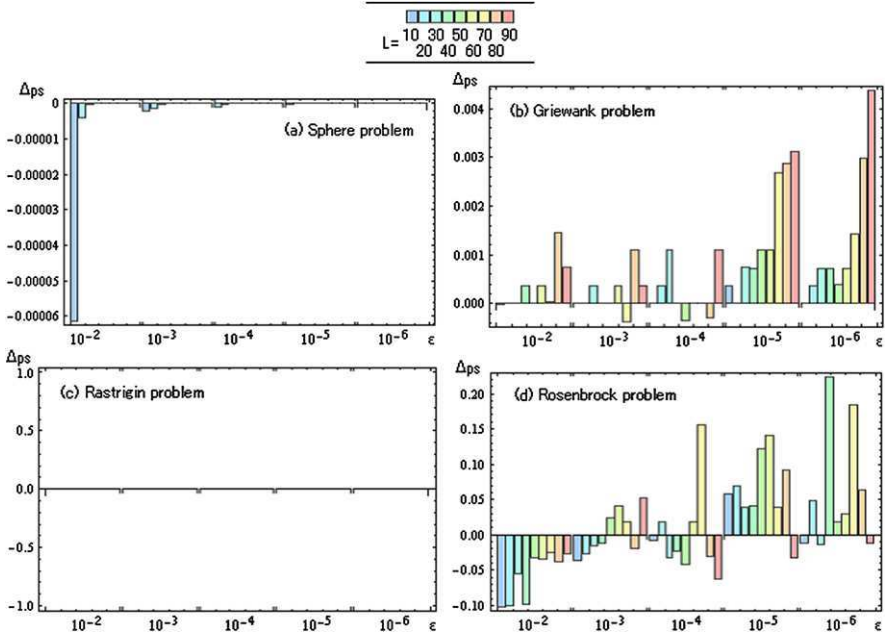 L= 10 30 50 70 90
20 40 60 80
Δps
0
-0.00001
-0.00002
-0.00003
-0.00004
-0.00005
-0.00006
(a) Sphere problem
10⁻² 10⁻³ 10⁻⁴ 10⁻⁵ 10⁻⁶ ε
Δps
0.004
0.003
0.002
0.001
0.000
(b) Griewank problem
10⁻² 10⁻³ 10⁻⁴ 10⁻⁵ 10⁻⁶ ε
Δps
1.0
0.5
0.0
-0.5
-1.0
(c) Rastrigin problem
10⁻² 10⁻³ 10⁻⁴ 10⁻⁵ 10⁻⁶ ε
Δps
0.20
0.15
0.10
0.05
0.00
-0.05
-0.10
(d) Rosenbrock problem
10⁻² 10⁻³ 10⁻⁴ 10⁻⁵ 10⁻⁶ ε